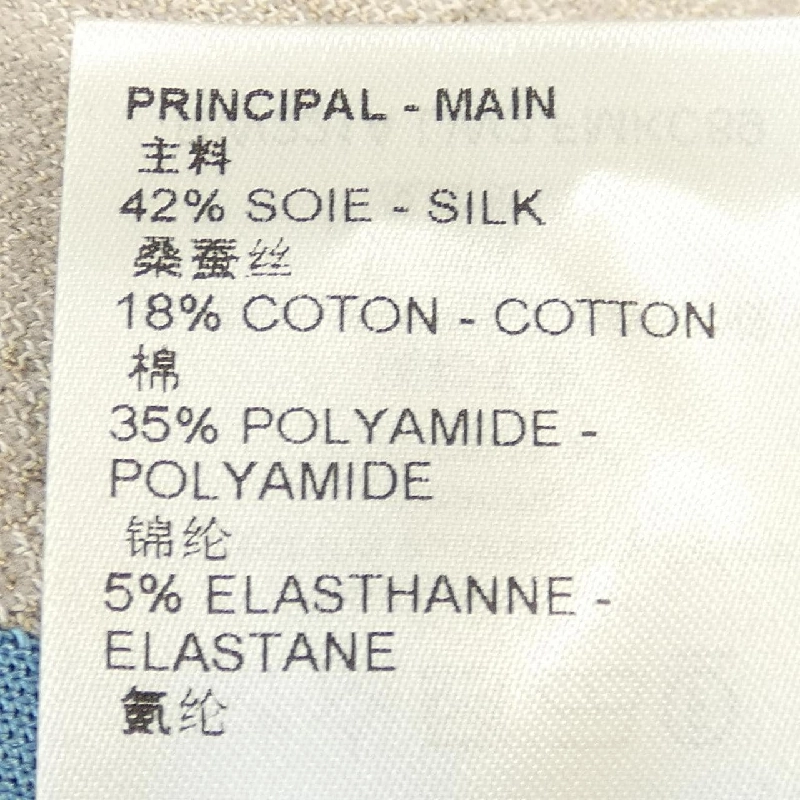 PRINCIPAL - MAIN
主料
42% SOIE - SILK
桑蚕丝
18% COTON - COTTON
棉
35% POLYAMIDE -
POLYAMIDE
锦纶
5% ELASTHANNE -
ELASTANE
氨纶